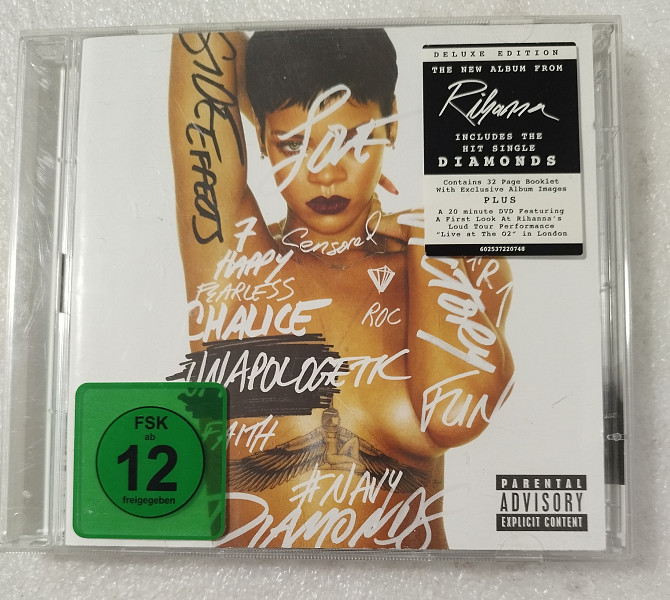 SIDE EFFECTS
LOVE
DELUXE EDITION
THE NEW ALBUM FROM
Rihanna
INCLUDES THE
HIT SINGLE
DIAMONDS
Contains 32 Page Booklet
With Exclusive Album Images
PLUS
A 20 minute DVD Featuring
A First Look At Rihanna's
Loud Tour Performance
"Live at The O2" in London
602537220748
7
Censored
HAPPY
FEARLESS
ROC
CHALICE
VICTORY
UNAPOLOGETIC
FUN
FAITH
#NAVY
DIAMONDS
FSK
ab
12
freigegeben
PARENTAL
ADVISORY
EXPLICIT CONTENT